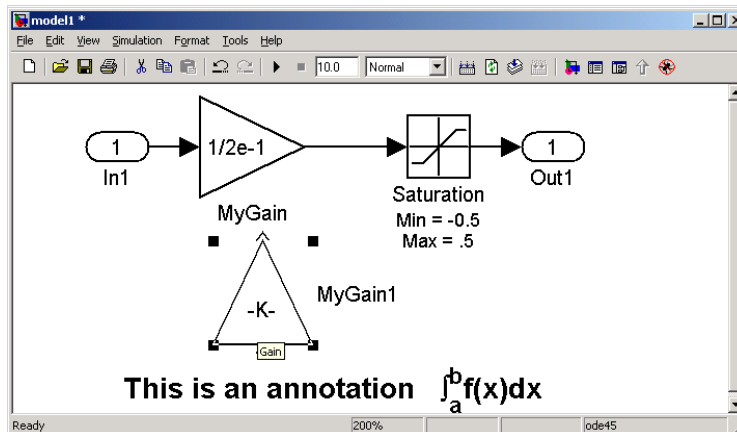 model1 *
File Edit View Simulation Format Tools Help
10.0 Normal
1 1/2e-1 1
In1 Saturation Out1
MyGain Min = -0.5
Max = .5
-K- MyGain1
Gain
This is an annotation ∫ₐᵇf(x)dx
Ready 200% ode45